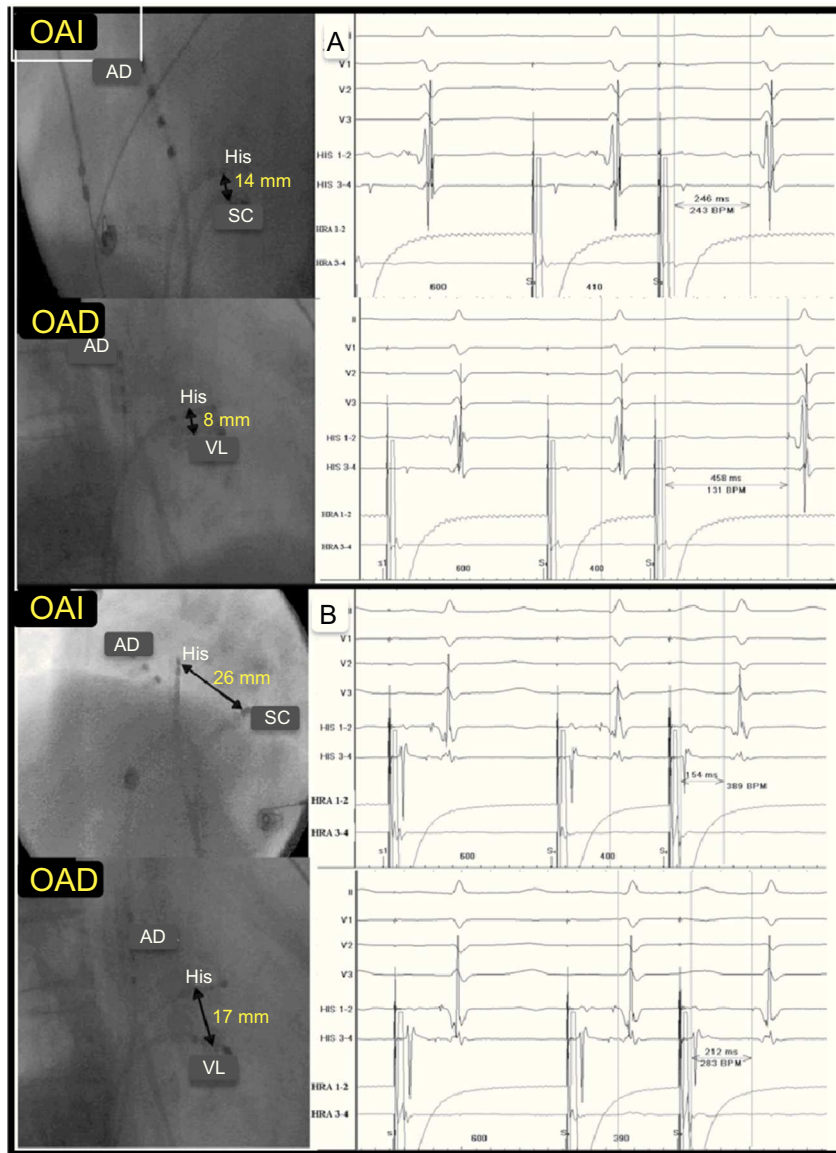 OAI
AD
His
14 mm
SC
A
I
V1
V2
V3
HIS 1-2
HIS 3-4
246 ms
243 BPM
HRA 1-2
HRA 3-4
600
S
410
S
OAD
AD
His
8 mm
VL
II
V1
V2
V3
HIS 1-2
HIS 3-4
458 ms
131 BPM
HRA 1-2
HRA 3-4
s1
600
S
400
S
OAI
AD
His
26 mm
SC
B
II
V1
V2
V3
HIS 1-2
HIS 3-4
154 ms
389 BPM
HRA 1-2
HRA 3-4
s1
600
S
400
S
OAD
AD
His
17 mm
VL
II
V1
V2
V3
HIS 1-2
HIS 3-4
212 ms
283 BPM
HRA 1-2
HRA 3-4
600
S
390
S